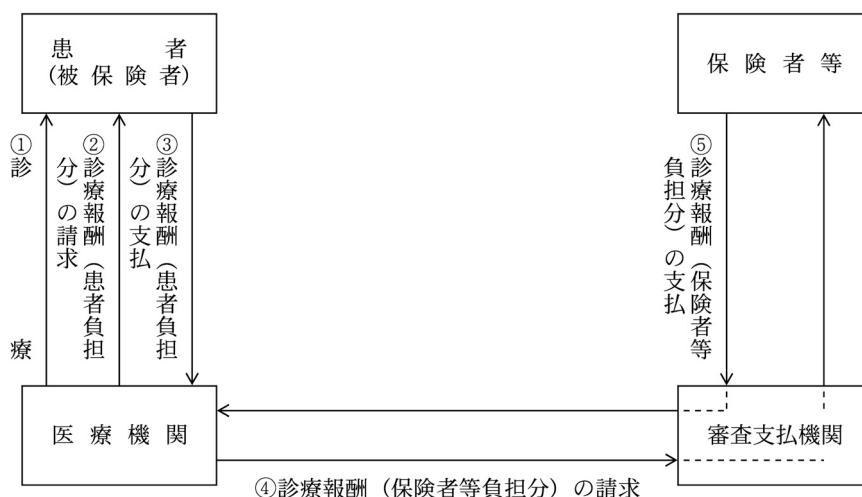 患者
(被保険者)
保険者等
①診療
②診療報酬(患者負担
分)の請求
③診療報酬(患者負担
分)の支払
⑤診療報酬(保険者等
負担分)の支払
医療機関
審査支払機関
④診療報酬(保険者等負担分)の請求